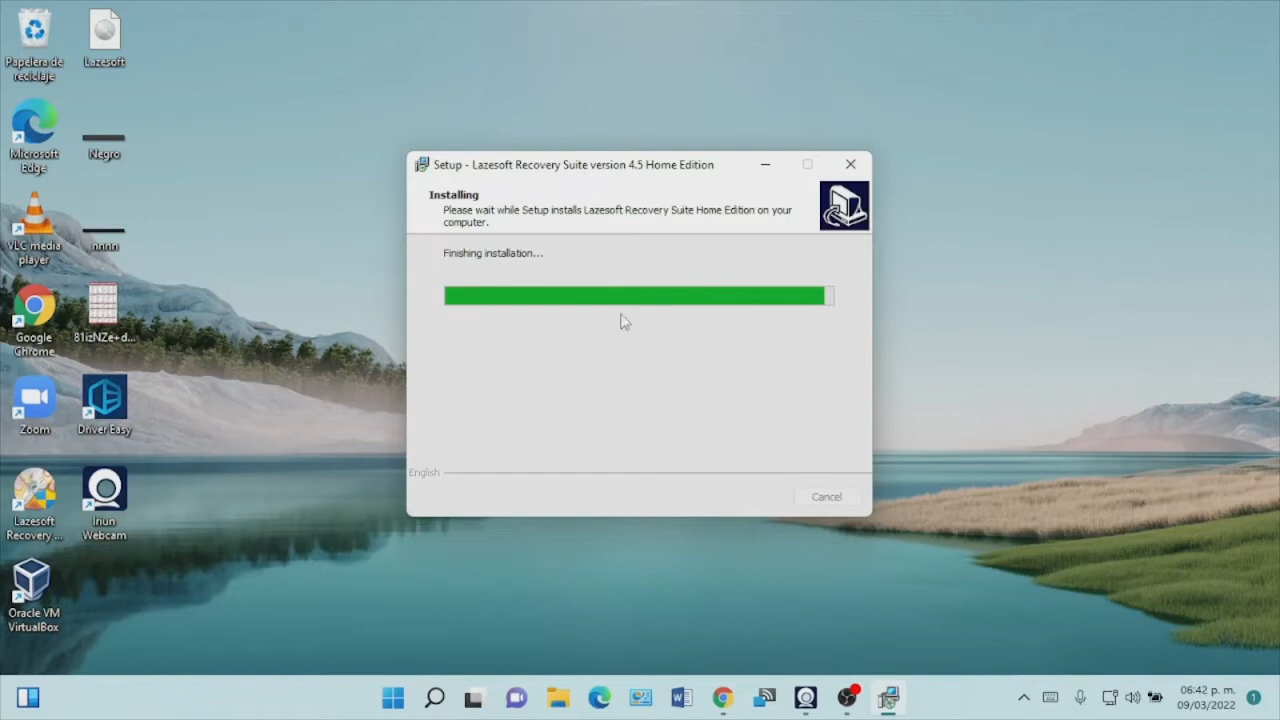 Papelera de
reciclaje
Lazesoft
Microsoft
Edge
Negro
VLC media
player
nnnn
Google
Chrome
81izNZe+d...
Zoom
Driver Easy
Lazesoft
Recovery ...
Iriun
Webcam
Oracle VM
VirtualBox
Setup - Lazesoft Recovery Suite version 4.5 Home Edition
Installing
Please wait while Setup installs Lazesoft Recovery Suite Home Edition on your
computer.
Finishing installation...
English
Cancel
06:42 p. m.
09/03/2022
1